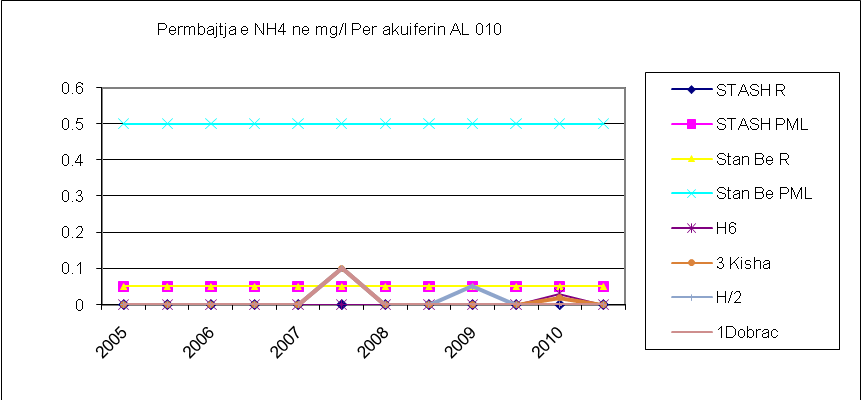 Permbajtja e NH4 ne mg/l Per akuiferin AL 010
0.6
0.5
0.4
0.3
0.2
0.1
0
2005
2006
2007
2008
2009
2010
STASH R
STASH PML
Stan Be R
Stan Be PML
H6
3 Kisha
H/2
1Dobrac